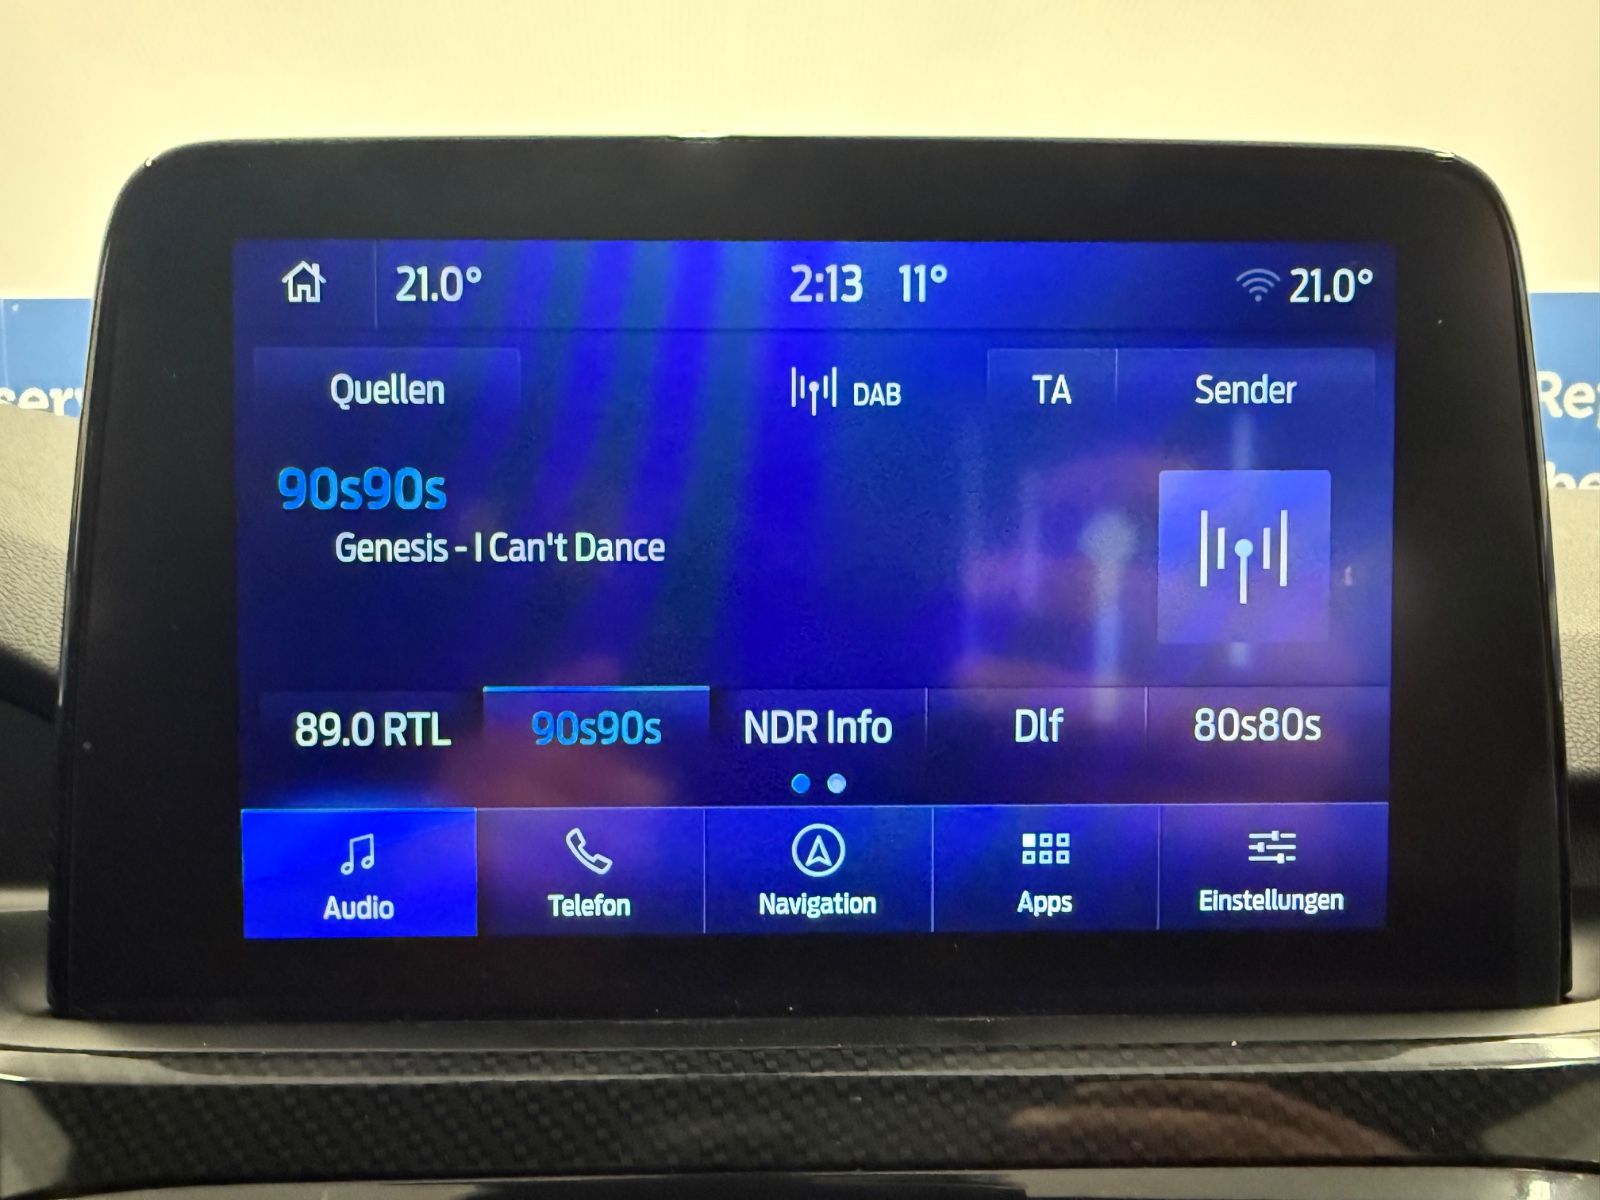 21.0° 2:13 11° 21.0°
Quellen DAB TA Sender
90s90s
Genesis - I Can't Dance
89.0 RTL 90s90s NDR Info Dlf 80s80s
Audio Telefon Navigation Apps Einstellungen